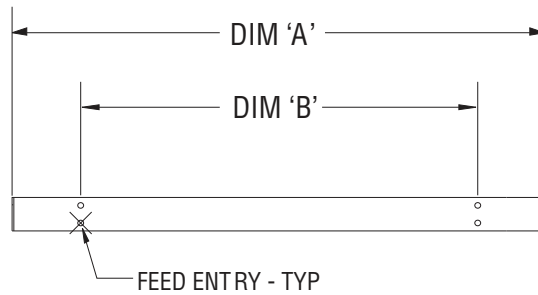 DIM ‘A’
DIM ‘B’
FEED ENTRY - TYP